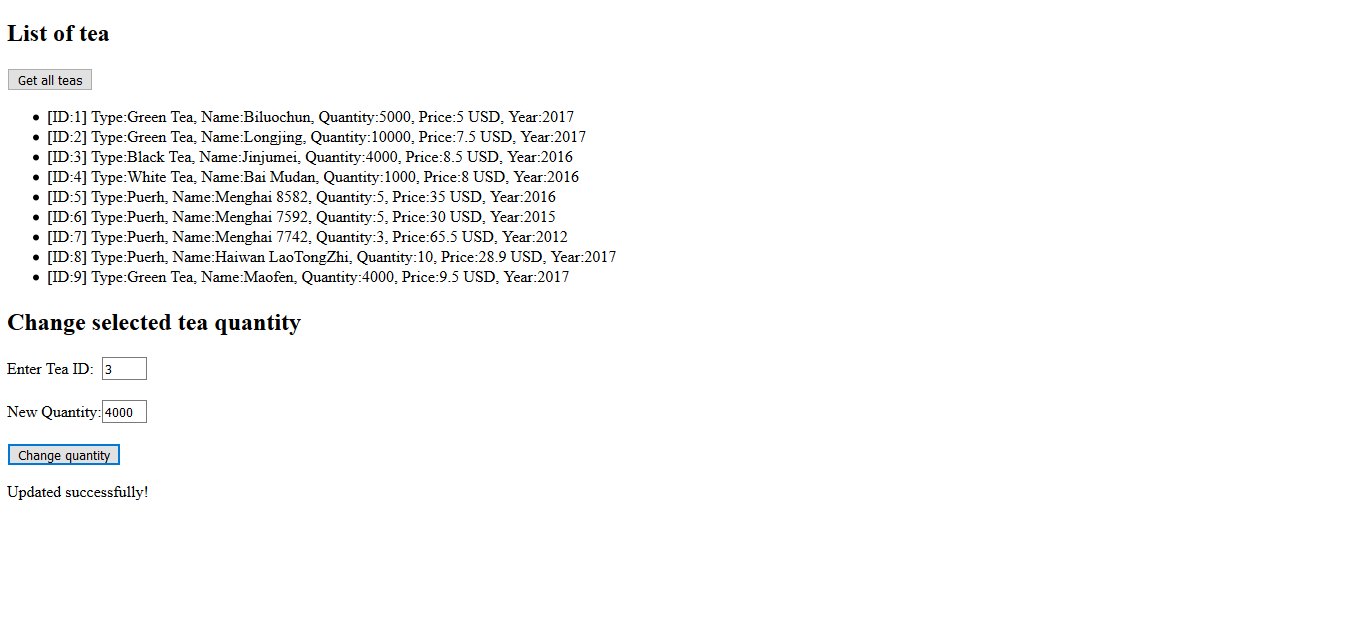 List of tea
Get all teas
• [ID:1] Type:Green Tea, Name:Biluochun, Quantity:5000, Price:5 USD, Year:2017
• [ID:2] Type:Green Tea, Name:Longjing, Quantity:10000, Price:7.5 USD, Year:2017
• [ID:3] Type:Black Tea, Name:Jinjumei, Quantity:4000, Price:8.5 USD, Year:2016
• [ID:4] Type:White Tea, Name:Bai Mudan, Quantity:1000, Price:8 USD, Year:2016
• [ID:5] Type:Puerh, Name:Menghai 8582, Quantity:5, Price:35 USD, Year:2016
• [ID:6] Type:Puerh, Name:Menghai 7592, Quantity:5, Price:30 USD, Year:2015
• [ID:7] Type:Puerh, Name:Menghai 7742, Quantity:3, Price:65.5 USD, Year:2012
• [ID:8] Type:Puerh, Name:Haiwan LaoTongZhi, Quantity:10, Price:28.9 USD, Year:2017
• [ID:9] Type:Green Tea, Name:Maofen, Quantity:4000, Price:9.5 USD, Year:2017
Change selected tea quantity
Enter Tea ID: 3
New Quantity: 4000
Change quantity
Updated successfully!